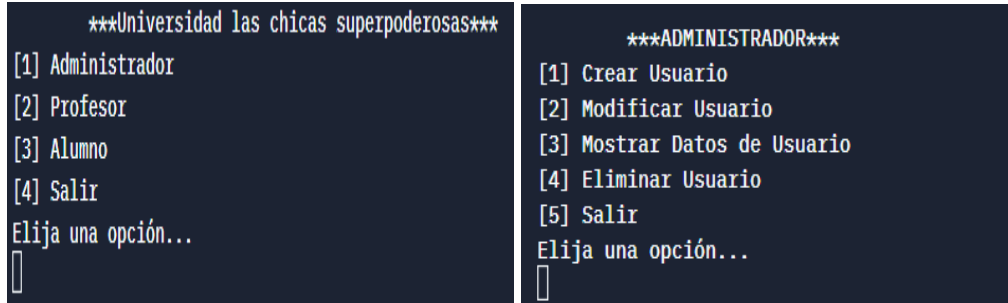 ***Universidad las chicas superpoderosas***
[1] Administrador
[2] Profesor
[3] Alumno
[4] Salir
Elija una opción...
***ADMINISTRADOR***
[1] Crear Usuario
[2] Modificar Usuario
[3] Mostrar Datos de Usuario
[4] Eliminar Usuario
[5] Salir
Elija una opción...